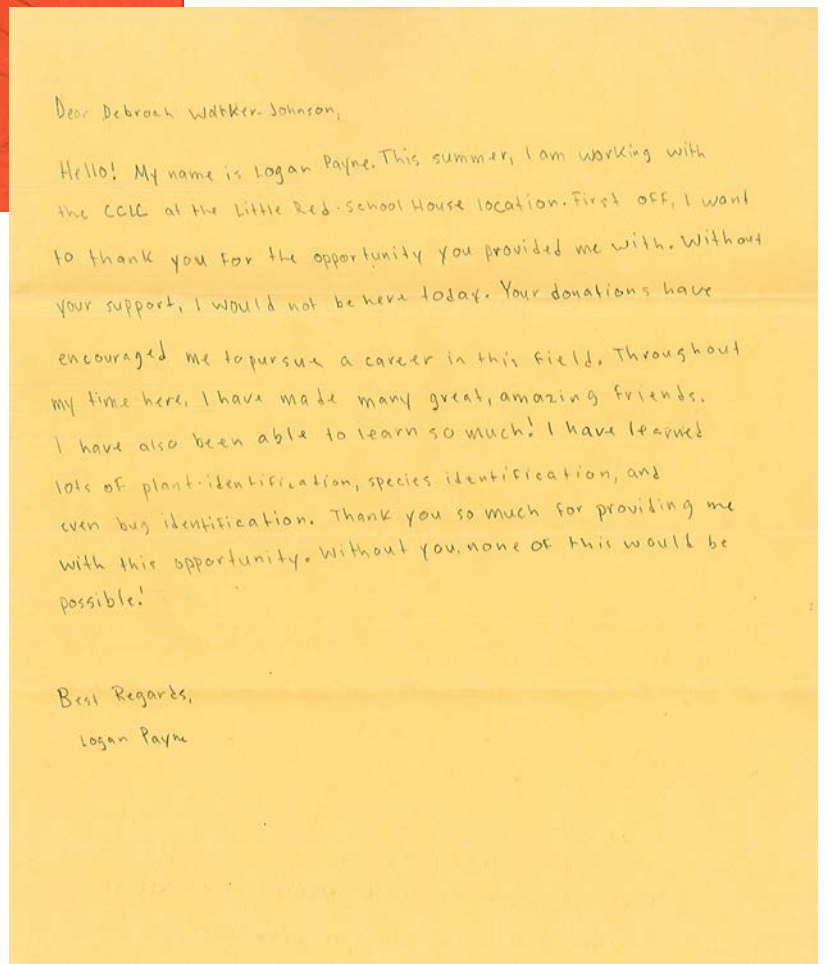 Dear Debroah Walker-Johnson,
Hello! My name is Logan Payne. This summer, I am working with
the CCLC at the Little Red-School House location. First off, I want
to thank you for the opportunity you provided me with. Without
your support, I would not be here today. Your donations have
encouraged me to pursue a career in this field. Throughout
my time here, I have made many great, amazing friends.
I have also been able to learn so much! I have learned
lots of plant-identification, species identification, and
even bug identification. Thank you so much for providing me
with this opportunity. Without you, none of this would be
possible!
Best Regards,
Logan Payne